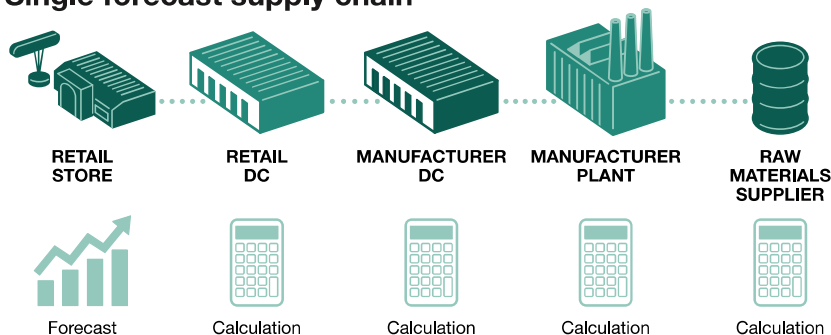 Single forecast supply chain
RETAIL
STORE
RETAIL
DC
MANUFACTURER
DC
MANUFACTURER
PLANT
RAW
MATERIALS
SUPPLIER
Forecast
Calculation
Calculation
Calculation
Calculation